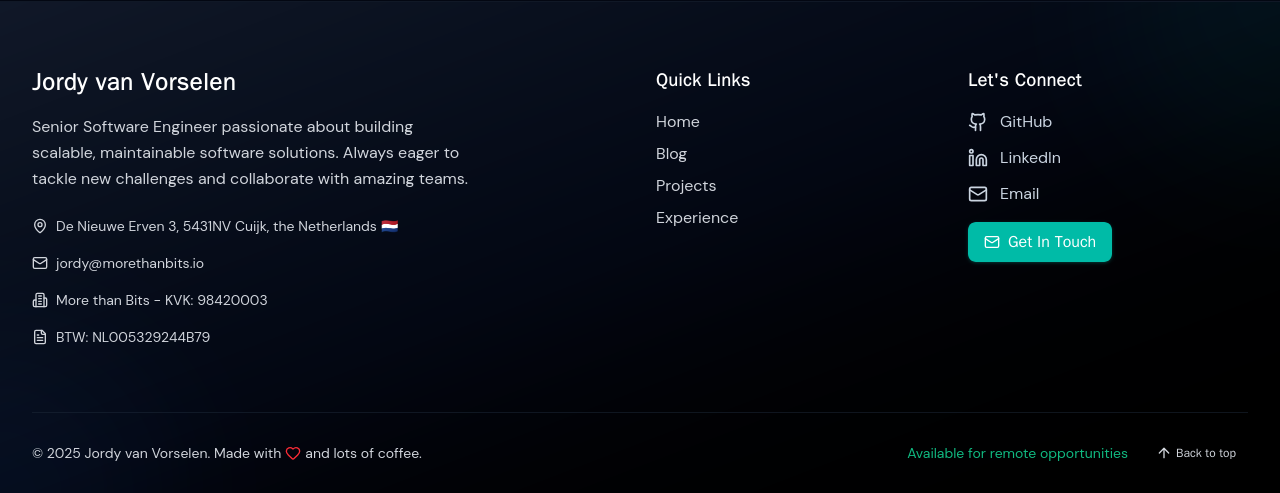 Jordy van Vorselen
Senior Software Engineer passionate about building
scalable, maintainable software solutions. Always eager to
tackle new challenges and collaborate with amazing teams.
De Nieuwe Erven 3, 5431NV Cuijk, the Netherlands 🇳🇱
jordy@morethanbits.io
More than Bits - KVK: 98420003
BTW: NL005329244B79
Quick Links
Home
Blog
Projects
Experience
Let's Connect
GitHub
LinkedIn
Email
Get In Touch
© 2025 Jordy van Vorselen. Made with ♡ and lots of coffee.
Available for remote opportunities
Back to top